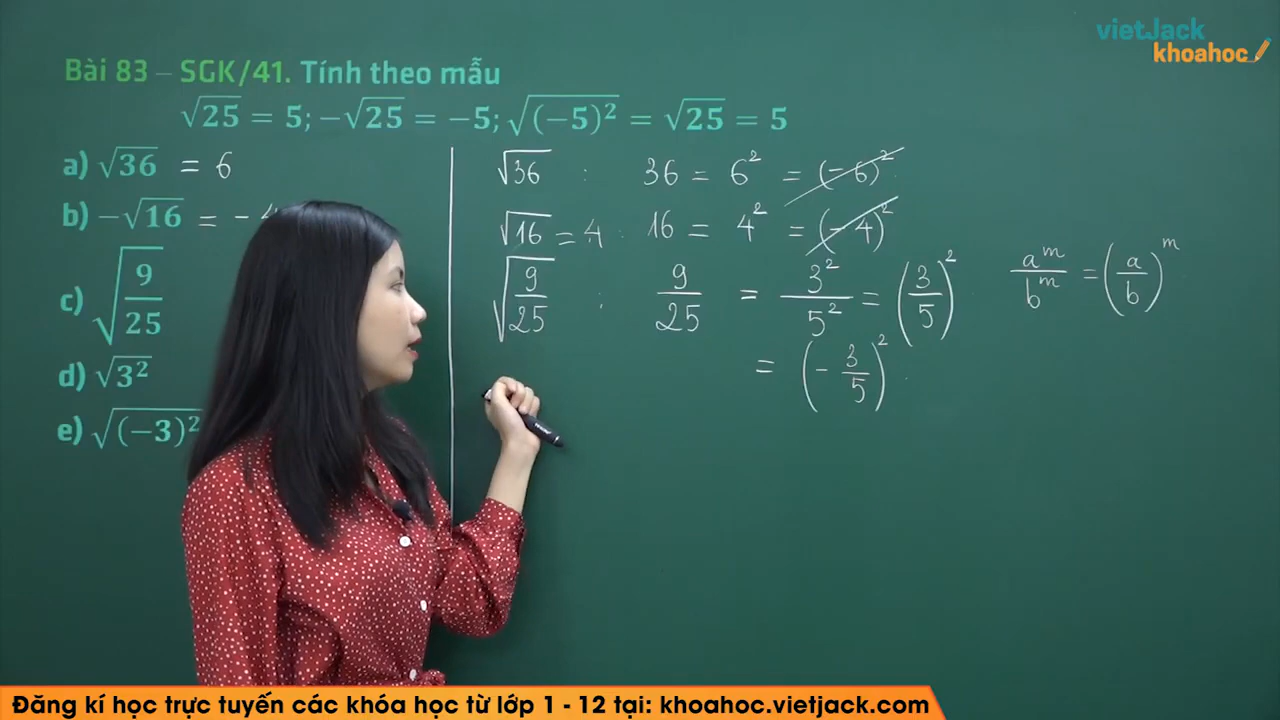 vietJack
khoahoc
Bài 83 – SGK/41. Tính theo mẫu
√25 = 5; −√25 = −5; √(−5)² = √25 = 5
a) √36 = 6
b) −√16 = - 4
c) √(9/25)
d) √3²
e) √(−3)²
√36 : 36 = 6² = (- 6)²
√16 = 4 : 16 = 4² = (- 4)²
√(9/25) : 9/25 = 3²/5² = (3/5)²
= (- 3/5)²
a^m/b^m = (a/b)^m
Đăng kí học trực tuyến các khóa học từ lớp 1 - 12 tại: khoahoc.vietjack.com